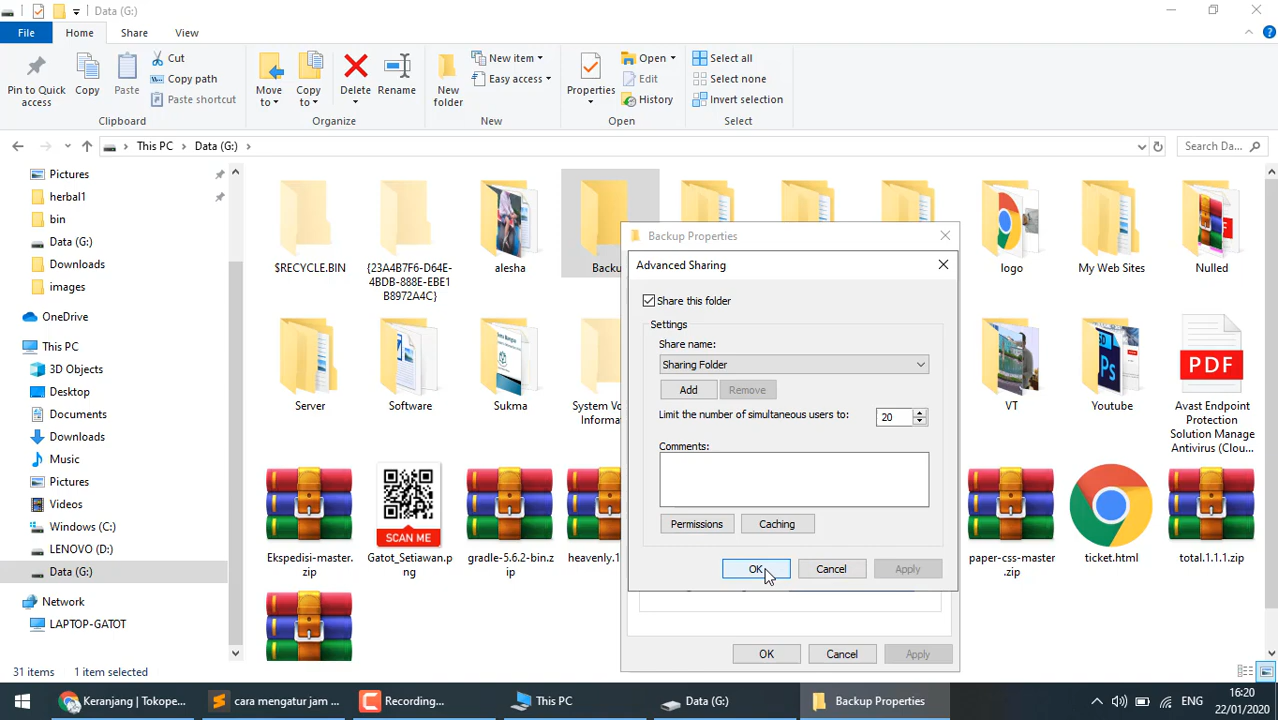 Data (G:)
File
Home
Share
View
Pin to Quick
access
Copy
Paste
Cut
Copy path
Paste shortcut
Clipboard
Move
to
Copy
to
Delete
Rename
Organize
New
folder
New item
Easy access
New
Properties
Open
Edit
History
Open
Select all
Select none
Invert selection
Select
This PC
Data (G:)
Search Da...
Pictures
herbal1
bin
Data (G:)
Downloads
images
OneDrive
This PC
3D Objects
Desktop
Documents
Downloads
Music
Pictures
Videos
Windows (C:)
LENOVO (D:)
Data (G:)
Network
LAPTOP-GATOT
$RECYCLE.BIN
{23A4B7F6-D64E-
4BDB-888E-EBE1
B8972A4C}
alesha
Backu
logo
My Web Sites
Nulled
Server
Software
Sukma
System Vo
Informa
VT
Youtube
PDF
Avast Endpoint
Protection
Solution Manage
Antivirus (Clou...
SCAN ME
Ekspedisi-master.
zip
Gatot_Setiawan.p
ng
gradle-5.6.2-bin.z
ip
heavenly.1
paper-css-master
.zip
ticket.html
total.1.1.1.zip
Backup Properties
Advanced Sharing
Share this folder
Settings
Share name:
Sharing Folder
Add
Remove
Limit the number of simultaneous users to:
20
Comments:
Permissions
Caching
OK
Cancel
Apply
OK
Cancel
Apply
31 items
1 item selected
Keranjang | Tokope...
cara mengatur jam ...
Recording...
This PC
Data (G:)
Backup Properties
ENG
16:20
22/01/2020